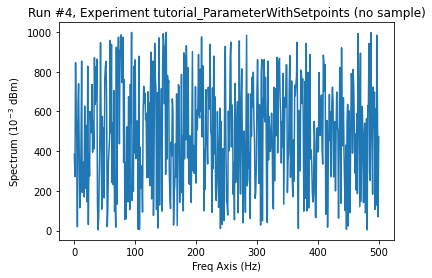 Run #4, Experiment tutorial_ParameterWithSetpoints (no sample)
1000
800
600
400
200
0
Spectrum (10⁻³ dBm)
0 100 200 300 400 500
Freq Axis (Hz)